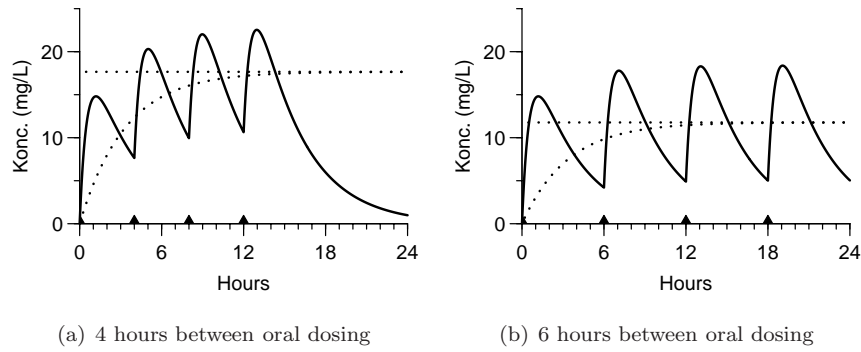 20
10
0
Konc. (mg/L)
0 6 12 18 24
Hours
(a) 4 hours between oral dosing
20
10
0
Konc. (mg/L)
0 6 12 18 24
Hours
(b) 6 hours between oral dosing